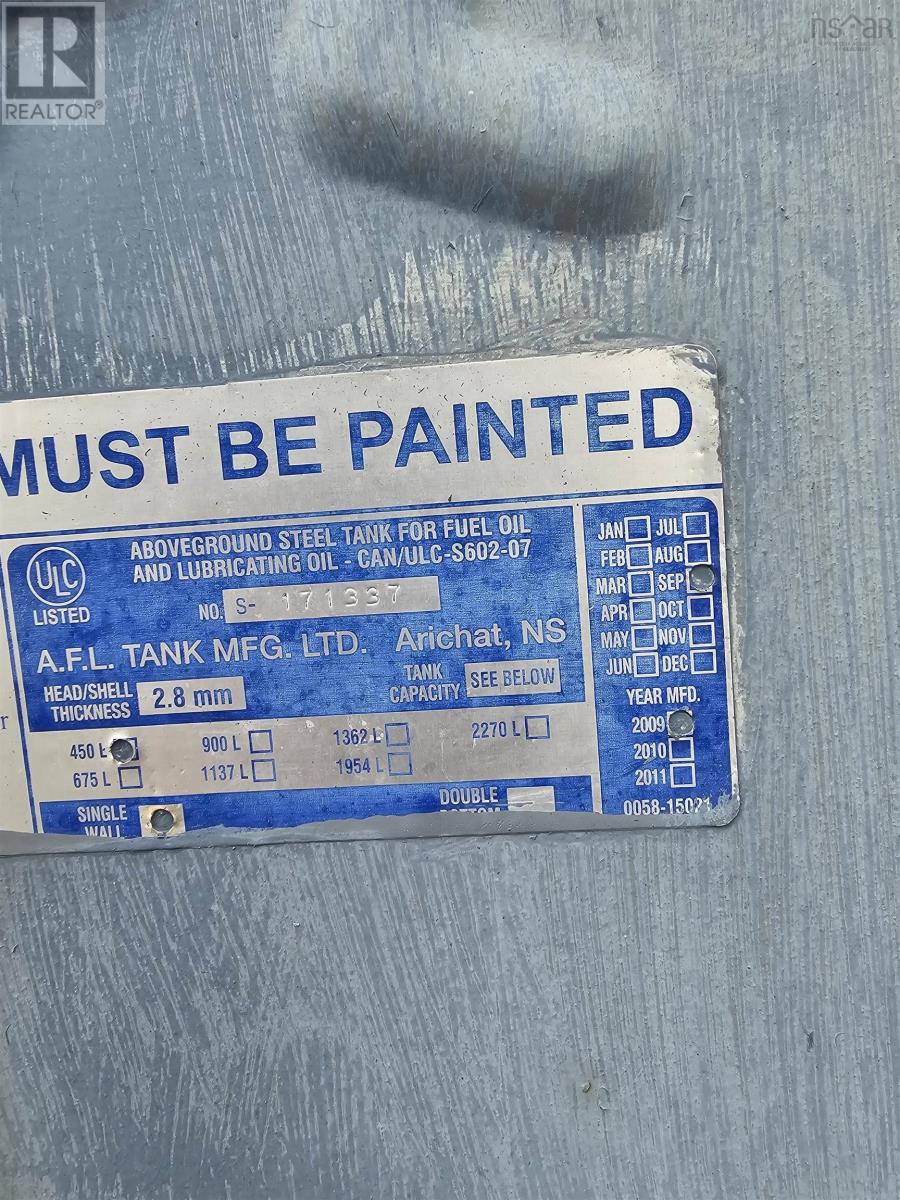 REALTOR®
nsar
MUST BE PAINTED
ULC
LISTED
ABOVEGROUND STEEL TANK FOR FUEL OIL
AND LUBRICATING OIL - CAN/ULC-S602-07
NO. S- 171337
A.F.L. TANK MFG. LTD. Arichat, NS
HEAD/SHELL
THICKNESS 2.8 mm
TANK
CAPACITY SEE BELOW
450 L 900 L 1362 L 2270 L
675 L 1137 L 1954 L
SINGLE
WALL
DOUBLE
JAN JUL
FEB AUG
MAR SEP
APR OCT
MAY NOV
JUN DEC
YEAR MFD.
2009
2010
2011